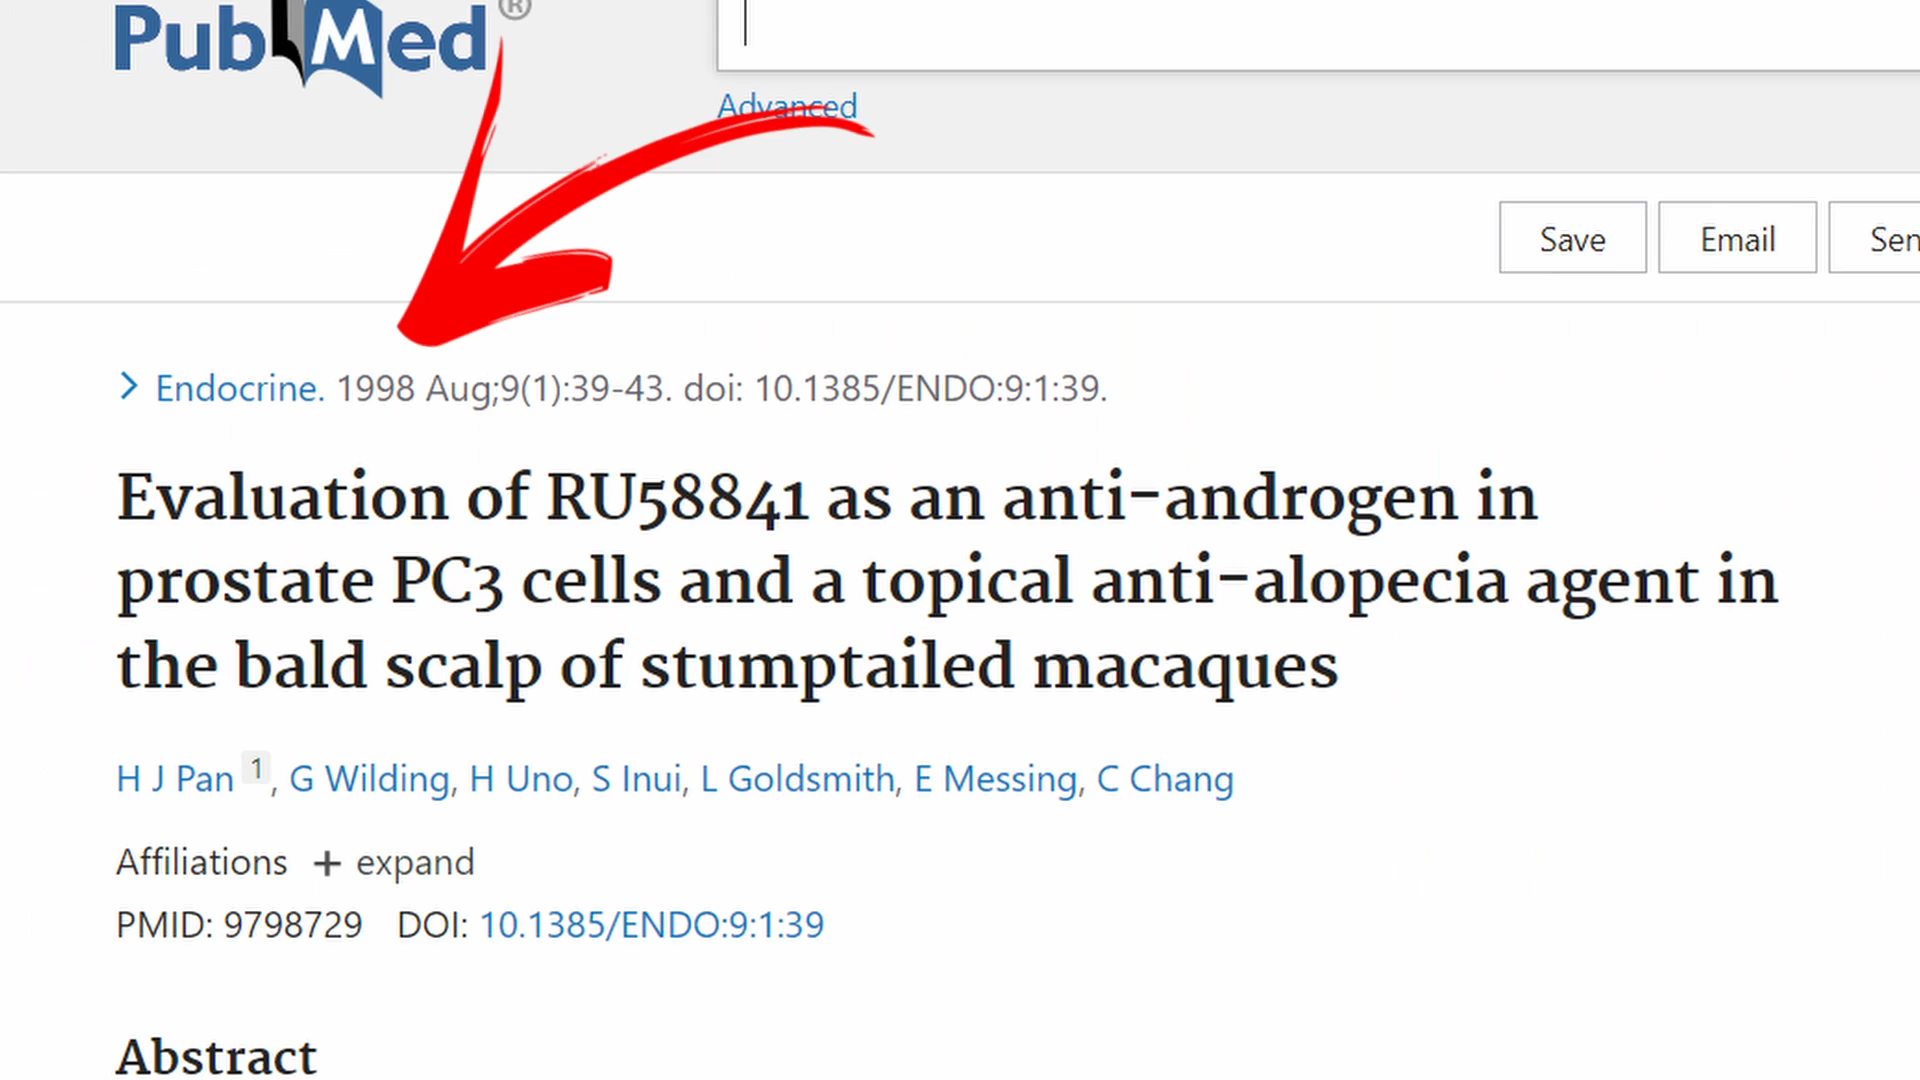 PubMed®
Advanced
Save Email Sen
Endocrine. 1998 Aug;9(1):39-43. doi: 10.1385/ENDO:9:1:39.
Evaluation of RU58841 as an anti-androgen in
prostate PC3 cells and a topical anti-alopecia agent in
the bald scalp of stumptailed macaques
H J Pan 1, G Wilding, H Uno, S Inui, L Goldsmith, E Messing, C Chang
Affiliations + expand
PMID: 9798729 DOI: 10.1385/ENDO:9:1:39
Abstract